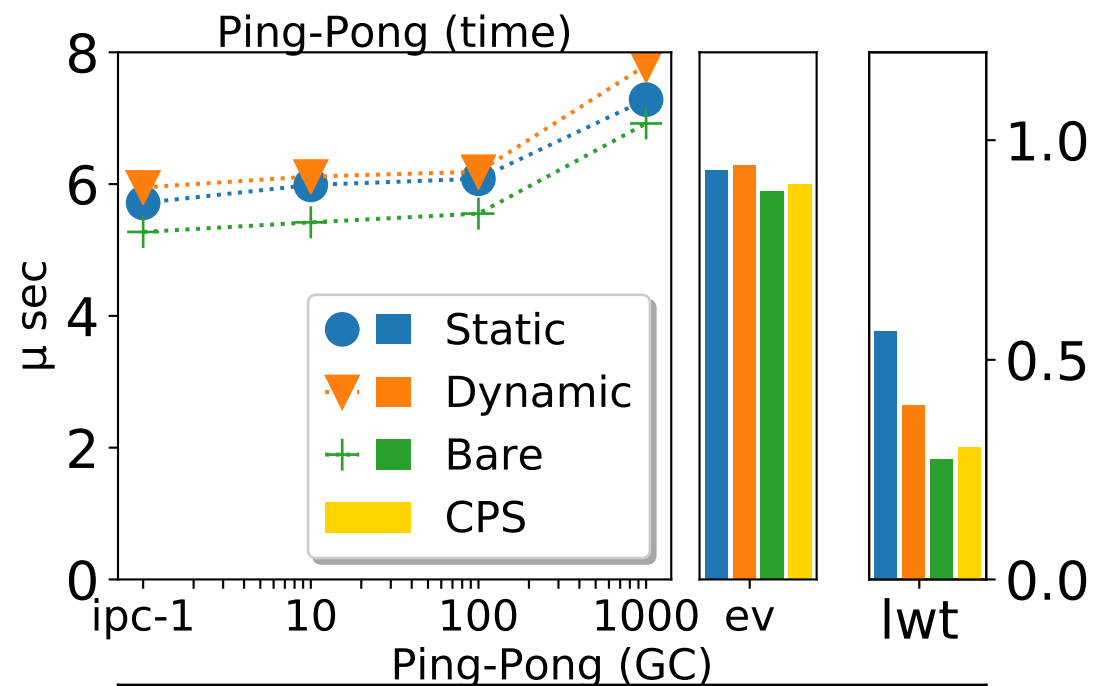 Ping-Pong (time)
8
6
4
2
0
µ sec
Static
Dynamic
Bare
CPS
1.0
0.5
0.0
ipc-1 10 100 1000 ev lwt
Ping-Pong (GC)